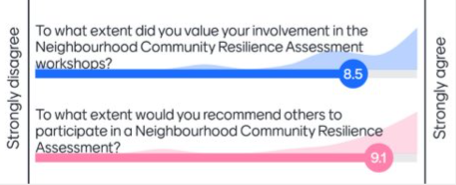 Strongly disagree
To what extent did you value your involvement in the
Neighbourhood Community Resilience Assessment
workshops?
8.5
To what extent would you recommend others to
participate in a Neighbourhood Community Resilience
Assessment?
9.1
Strongly agree